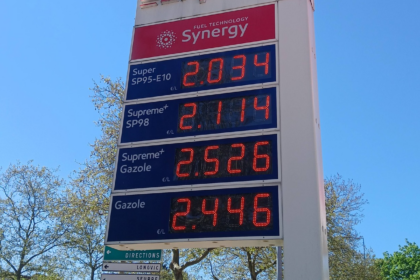 FUEL TECHNOLOGY
Synergy
Super
SP95-E10
2.034
€/L
Supreme+
SP98
2.114
€/L
Supreme+
Gazole
2.526
€/L
Gazole
2.446
€/L
DIRECTIONS